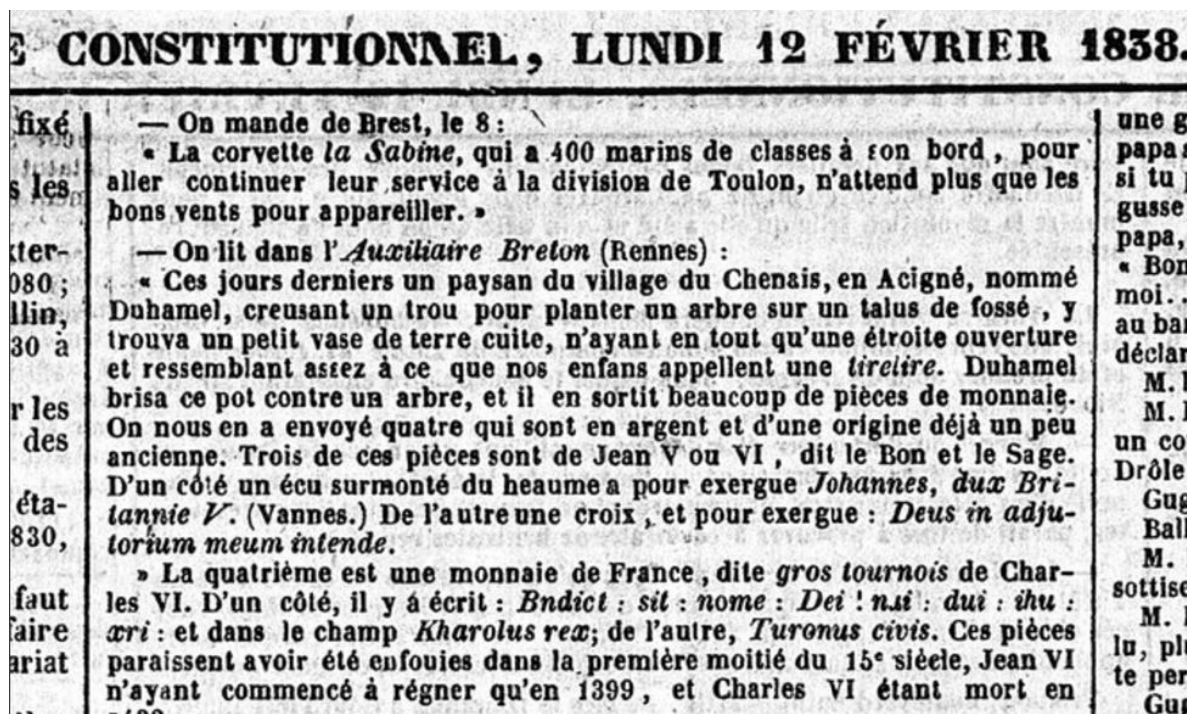 E CONSTITUTIONNEL, LUNDI 12 FÉVRIER 1838.
fixé
s les
xter-
080 ;
llin,
30 à
r les
des
éta-
830,
faut
faire
ariat
— On mande de Brest, le 8 :
« La corvette la Sabine, qui a 400 marins de classes à son bord, pour
aller continuer leur service à la division de Toulon, n'attend plus que les
bons vents pour appareiller. »
— On lit dans l'Auxiliaire Breton (Rennes) :
« Ces jours derniers un paysan du village du Chenais, en Acigné, nommé
Duhamel, creusant un trou pour planter un arbre sur un talus de fossé, y
trouva un petit vase de terre cuite, n'ayant en tout qu'une étroite ouverture
et ressemblant assez à ce que nos enfans appellent une tirelire. Duhamel
brisa ce pot contre un arbre, et il en sortit beaucoup de pièces de monnaie.
On nous en a envoyé quatre qui sont en argent et d'une origine déjà un peu
ancienne. Trois de ces pièces sont de Jean V ou VI, dit le Bon et le Sage.
D'un côté un écu surmonté du heaume a pour exergue Johannes, dux Bri-
tannie V. (Vannes.) De l'autre une croix, et pour exergue : Deus in adju-
torium meum intende.
» La quatrième est une monnaie de France, dite gros tournois de Char-
les VI. D'un côté, il y á écrit : Bndict : sit : nome : Dei ! nsi : dui : ihu :
xri : et dans le champ Kharolus rex; de l'autre, Turonus civis. Ces pièces
paraissent avoir été enfouies dans la première moitié du 15e siècle, Jean VI
n'ayant commencé à régner qu'en 1399, et Charles VI étant mort en
une g
papa s
si tu
gusse
papa,
« Bon
moi..
au bar
déclar
M.
M.
un co
Drôle
Gug
Ball
M.
sottise
M.
lu, plu
te per
Gug